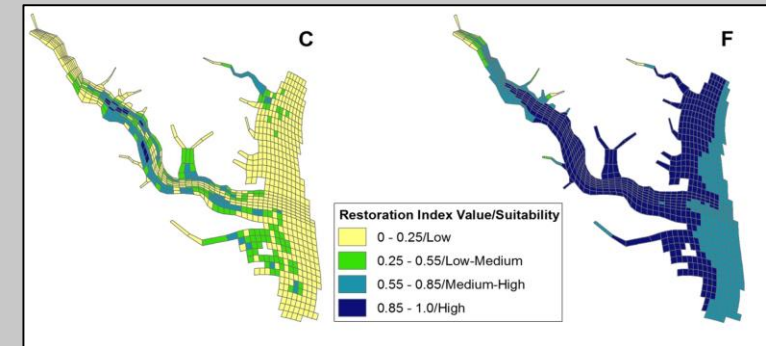 C
F
Restoration Index Value/Suitability
0 - 0.25/Low
0.25 - 0.55/Low-Medium
0.55 - 0.85/Medium-High
0.85 - 1.0/High